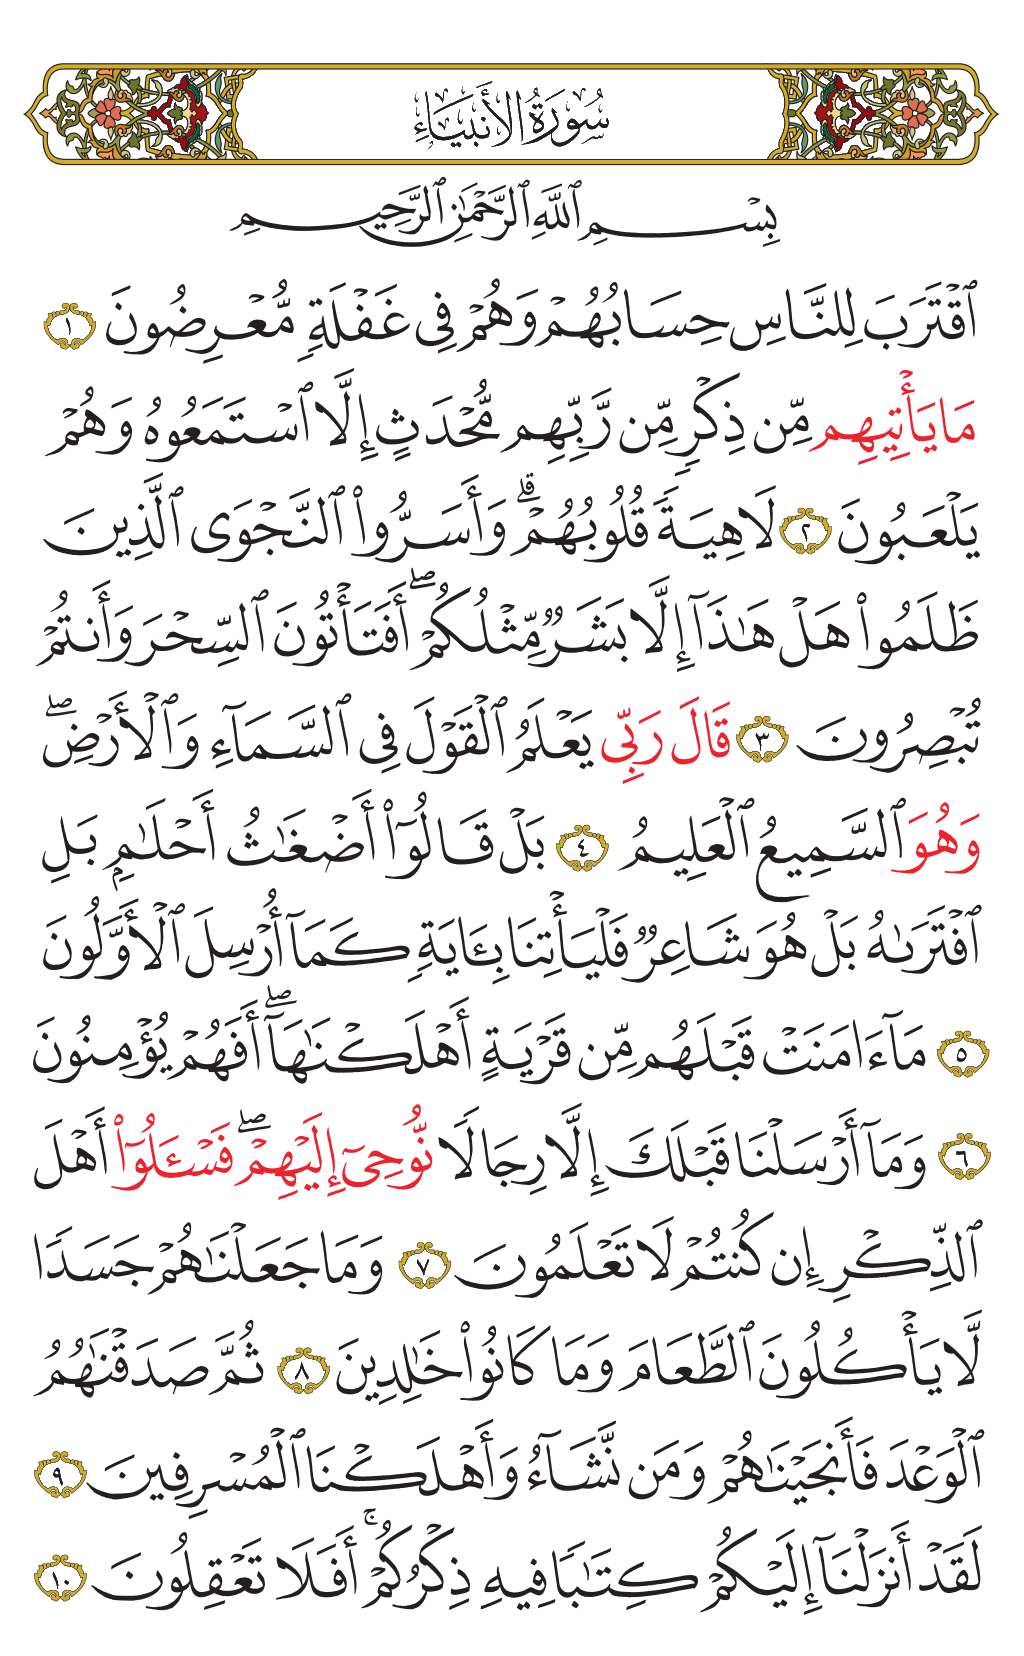 سُورَةُ الأَنبِيَاءِ
بِسْمِ ٱللَّهِ ٱلرَّحْمَٰنِ ٱلرَّحِيمِ
ٱقْتَرَبَ لِلنَّاسِ حِسَابُهُمْ وَهُمْ فِى غَفْلَةٍ مُّعْرِضُونَ ١
مَا يَأْتِيهِم مِّن ذِكْرٍ مِّن رَّبِّهِم مُّحْدَثٍ إِلَّا ٱسْتَمَعُوهُ وَهُمْ
يَلْعَبُونَ ٢ لَاهِيَةً قُلُوبُهُمْ ۗ وَأَسَرُّوا۟ ٱلنَّجْوَى ٱلَّذِينَ
ظَلَمُوا۟ هَلْ هَٰذَآ إِلَّا بَشَرٌ مِّثْلُكُمْ ۖ أَفَتَأْتُونَ ٱلسِّحْرَ وَأَنتُمْ
تُبْصِرُونَ ٣ قَالَ رَبِّى يَعْلَمُ ٱلْقَوْلَ فِى ٱلسَّمَآءِ وَٱلْأَرْضِ ۖ
وَهُوَ ٱلسَّمِيعُ ٱلْعَلِيمُ ٤ بَلْ قَالُوٓا۟ أَضْغَٰثُ أَحْلَٰمٍۭ بَلِ
ٱفْتَرَىٰهُ بَلْ هُوَ شَاعِرٌ فَلْيَأْتِنَا بِـَٔايَةٍ كَمَآ أُرْسِلَ ٱلْأَوَّلُونَ
٥ مَآ ءَامَنَتْ قَبْلَهُم مِّن قَرْيَةٍ أَهْلَكْنَٰهَآ ۖ أَفَهُمْ يُؤْمِنُونَ
٦ وَمَآ أَرْسَلْنَا قَبْلَكَ إِلَّا رِجَالًا نُّوحِىٓ إِلَيْهِمْ ۖ فَسْـَٔلُوٓا۟ أَهْلَ
ٱلذِّكْرِ إِن كُنتُمْ لَا تَعْلَمُونَ ٧ وَمَا جَعَلْنَٰهُمْ جَسَدًا
لَّا يَأْكُلُونَ ٱلطَّعَامَ وَمَا كَانُوا۟ خَٰلِدِينَ ٨ ثُمَّ صَدَقْنَٰهُمُ
ٱلْوَعْدَ فَأَنجَيْنَٰهُمْ وَمَن نَّشَآءُ وَأَهْلَكْنَا ٱلْمُسْرِفِينَ ٩
لَقَدْ أَنزَلْنَآ إِلَيْكُمْ كِتَٰبًا فِيهِ ذِكْرُكُمْ ۚ أَفَلَا تَعْقِلُونَ ١٠